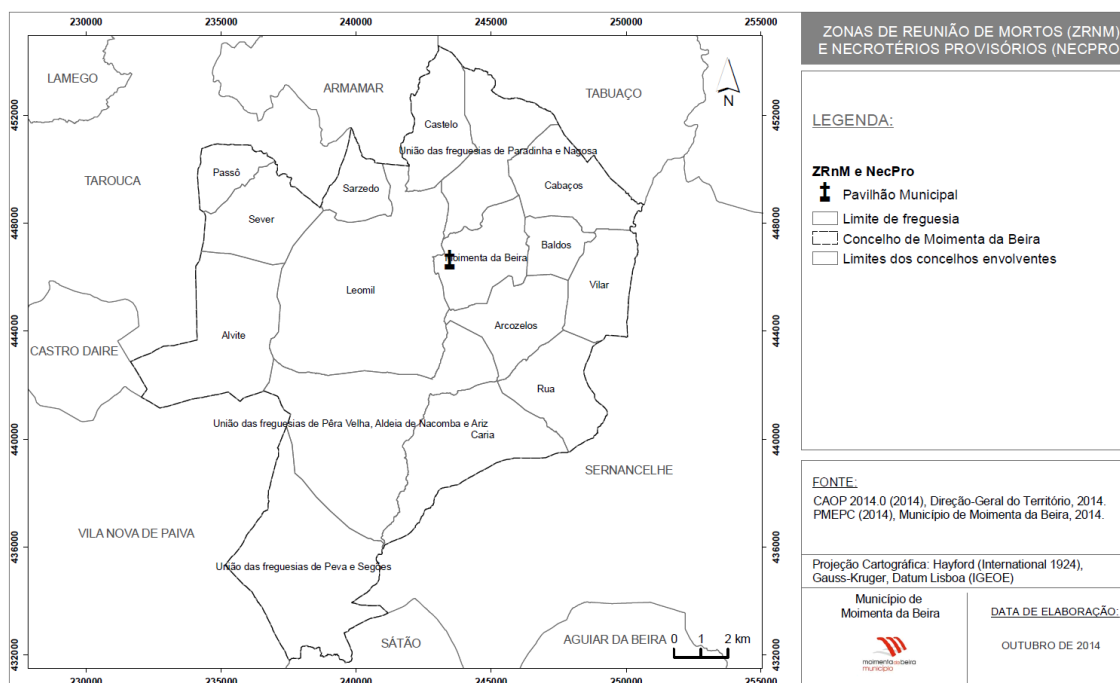 230000 235000 240000 245000 250000 255000
ZONAS DE REUNIÃO DE MORTOS (ZRNM)
E NECROTÉRIOS PROVISÓRIOS (NECPRO
LAMEGO
ARMAMAR
TABUAÇO
N
452000
452000
Castelo
União das freguesias de Paradinha e Nagosa
TAROUCA
Passô
Sarzedo
Cabaços
Sever
448000
448000
Baldos
Moimenta da Beira
Leomil
Vilar
Arcozelos
444000
444000
Alvite
CASTRO DAIRE
Rua
União das freguesias de Pêra Velha, Aldeia de Nacomba e Ariz
Caria
440000
440000
SERNANCELHE
VILA NOVA DE PAIVA
436000
436000
União das freguesias de Peva e Segões
SÁTÃO
AGUIAR DA BEIRA
0 1 2 km
432000
432000
230000 235000 240000 245000 250000 255000
LEGENDA:
ZRnM e NecPro
Pavilhão Municipal
Limite de freguesia
Concelho de Moimenta da Beira
Limites dos concelhos envolventes
FONTE:
CAOP 2014.0 (2014), Direção-Geral do Território, 2014.
PMEPC (2014), Município de Moimenta da Beira, 2014.
Projeção Cartográfica: Hayford (International 1924),
Gauss-Kruger, Datum Lisboa (IGEOE)
Município de
Moimenta da Beira
moimenta da beira
município
DATA DE ELABORAÇÃO:
OUTUBRO DE 2014